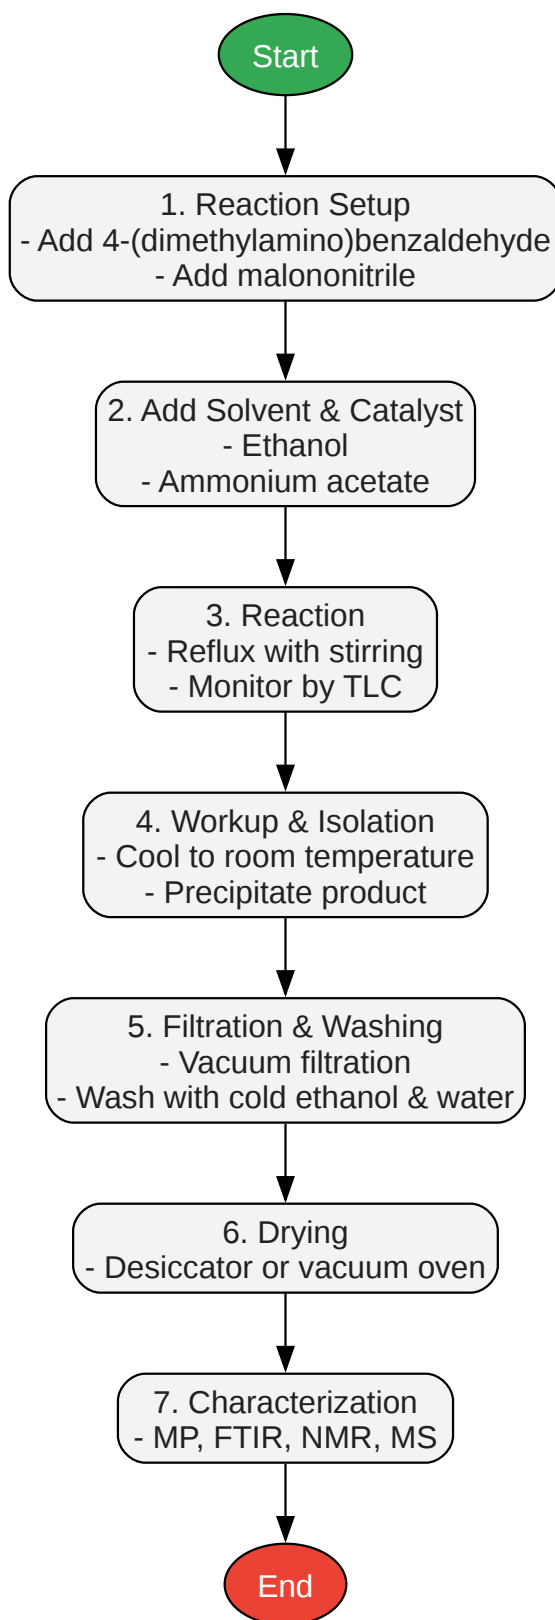 Start
1. Reaction Setup
- Add 4-(dimethylamino)benzaldehyde
- Add malononitrile
2. Add Solvent & Catalyst
- Ethanol
- Ammonium acetate
3. Reaction
- Reflux with stirring
- Monitor by TLC
4. Workup & Isolation
- Cool to room temperature
- Precipitate product
5. Filtration & Washing
- Vacuum filtration
- Wash with cold ethanol & water
6. Drying
- Desiccator or vacuum oven
7. Characterization
- MP, FTIR, NMR, MS
End